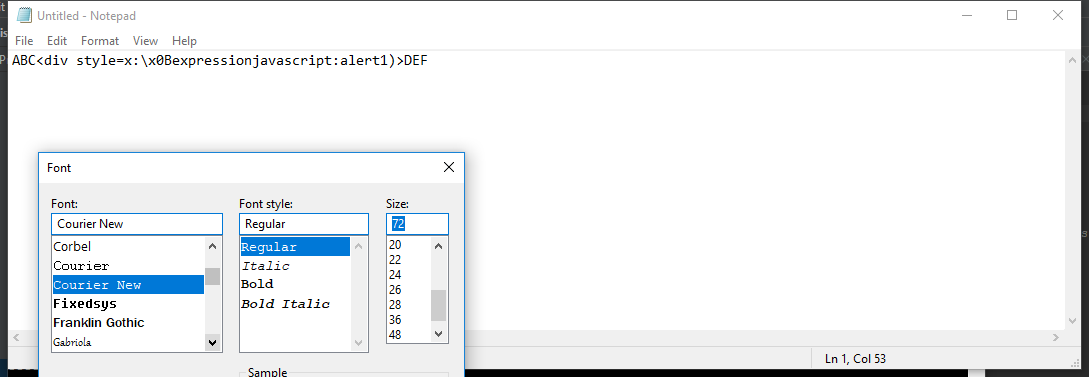 Untitled - Notepad
File Edit Format View Help
ABC<div style=x:\x0Bexpressionjavascript:alert1)>DEF
Font
Font: Font style: Size:
Courier New Regular 72
Corbel Regular 20
Courier Italic 22
Courier New Bold 24
Fixedsys Bold Italic 26
Franklin Gothic 28
Gabriola 36
48
Sample
Ln 1, Col 53